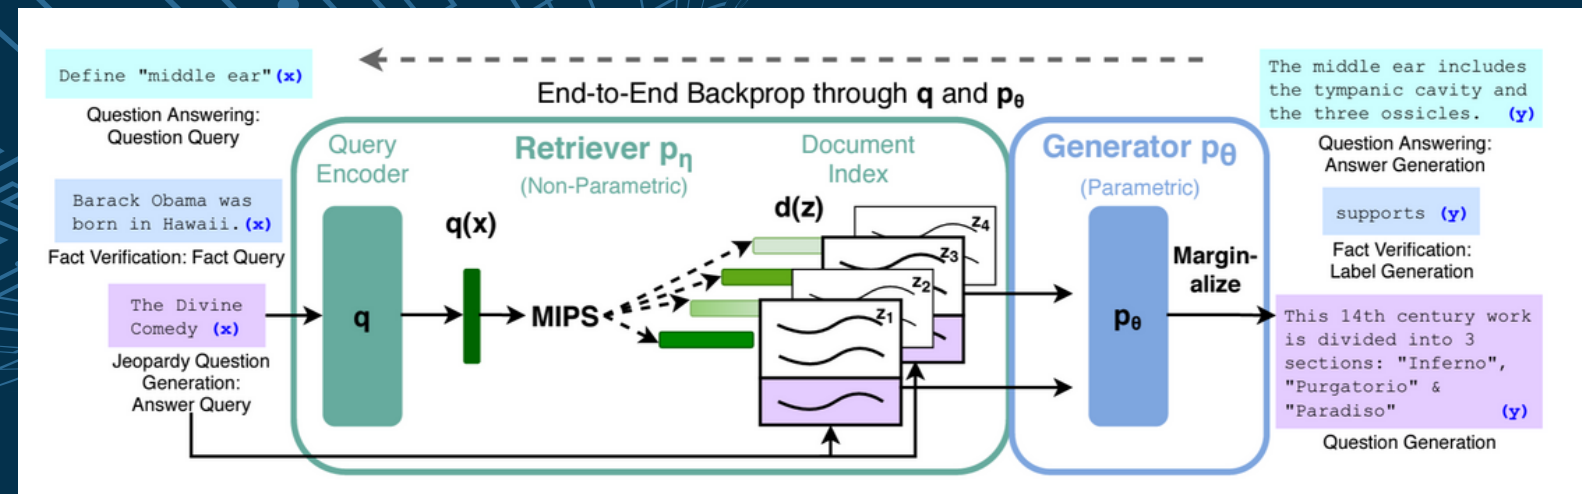 Define "middle ear" (x)
Question Answering:
Question Query
Barack Obama was
born in Hawaii. (x)
Fact Verification: Fact Query
The Divine
Comedy (x)
Jeopardy Question
Generation:
Answer Query
End-to-End Backprop through q and pθ
Query
Encoder
Retriever pη
(Non-Parametric)
Document
Index
q
q(x)
MIPS
d(z)
z4
z3
z2
z1
Generator pθ
(Parametric)
pθ
Margin-
alize
The middle ear includes
the tympanic cavity and
the three ossicles. (y)
Question Answering:
Answer Generation
supports (y)
Fact Verification:
Label Generation
This 14th century work
is divided into 3
sections: "Inferno",
"Purgatorio" &
"Paradiso" (y)
Question Generation